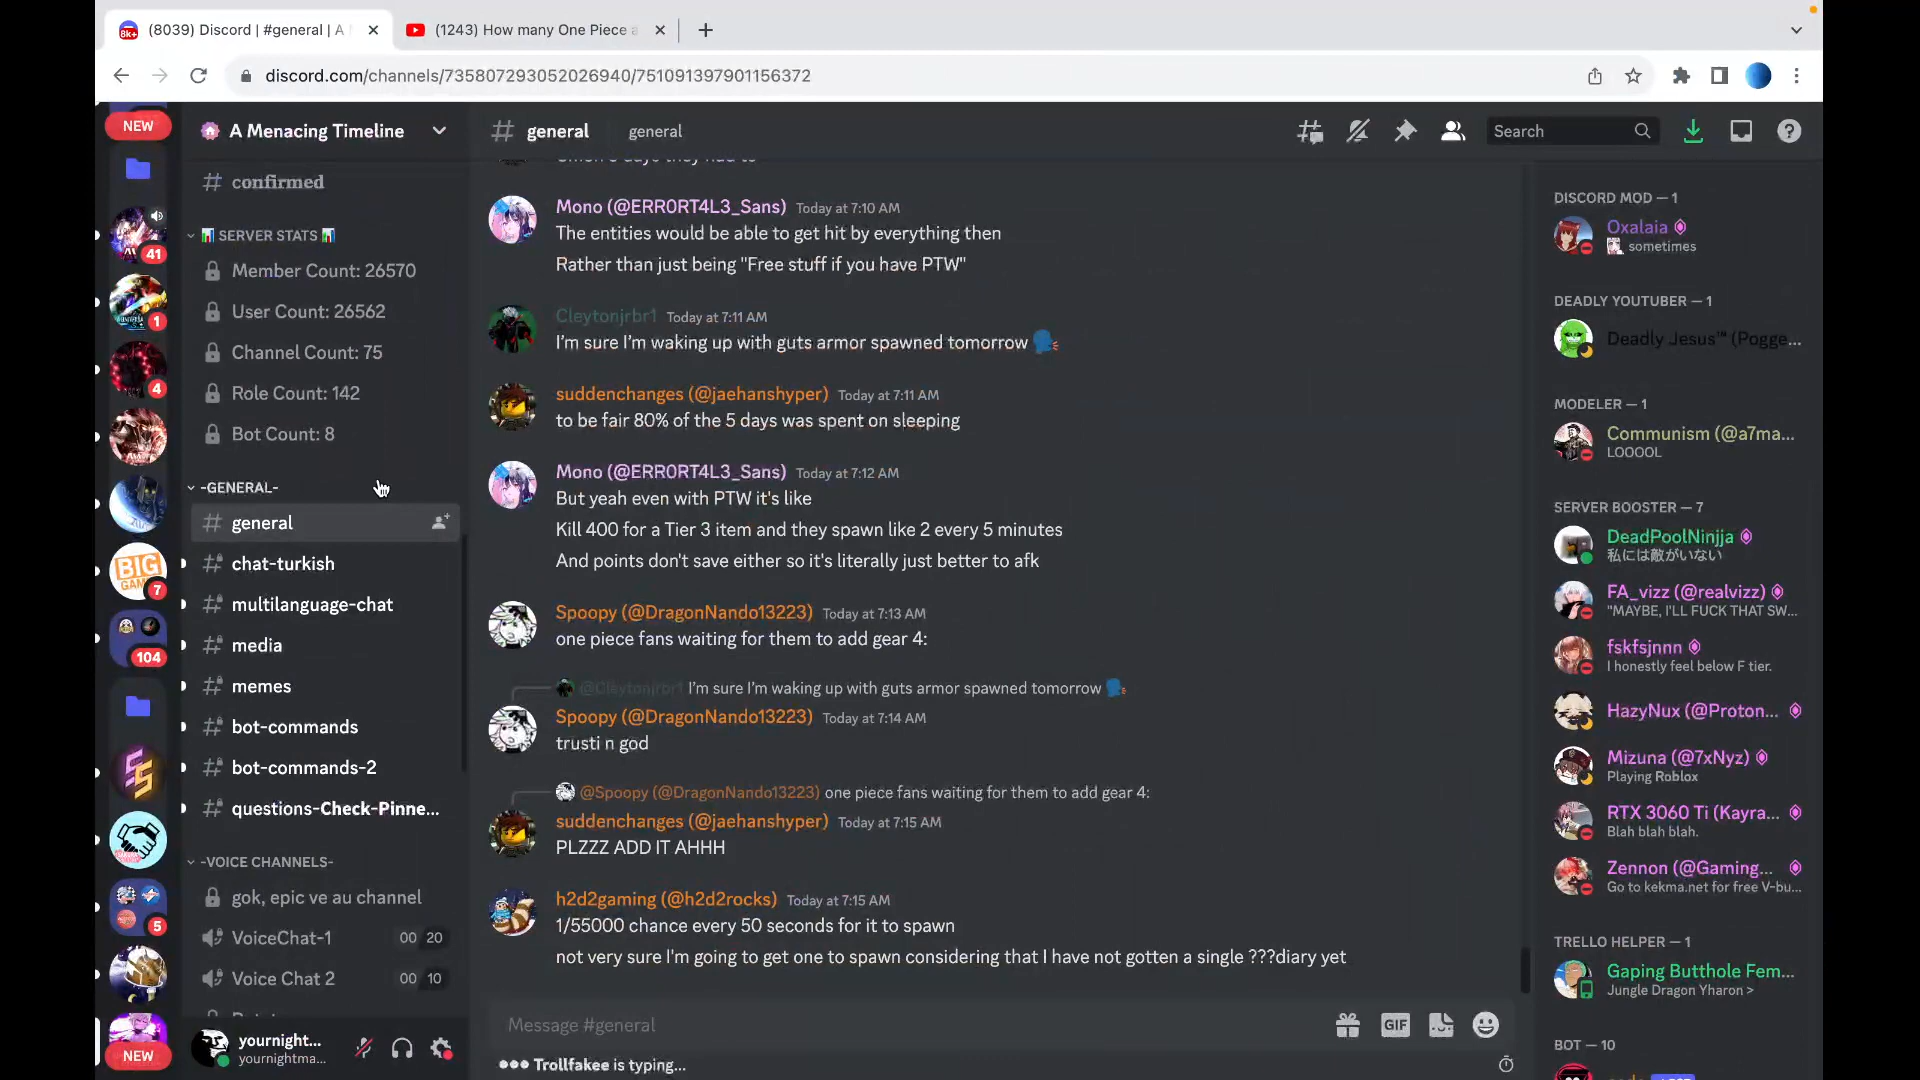 (8039) Discord | #general | A
(1243) How many One Piece a
discord.com/channels/735807293052026940/751091397901156372
NEW
41
1
4
BIG
GAM
7
104
5
NEW
A Menacing Timeline
confirmed
SERVER STATS
Member Count: 26570
User Count: 26562
Channel Count: 75
Role Count: 142
Bot Count: 8
-GENERAL-
general
chat-turkish
multilanguage-chat
media
memes
bot-commands
bot-commands-2
questions-Check-Pinne...
-VOICE CHANNELS-
gok, epic ve au channel
VoiceChat-1 00 20
Voice Chat 2 00 10
yournight...
yournightma...
general general
Search
Mono (@ERR0RT4L3_Sans) Today at 7:10 AM
The entities would be able to get hit by everything then
Rather than just being "Free stuff if you have PTW"
Cleytonjrbr1 Today at 7:11 AM
I'm sure I'm waking up with guts armor spawned tomorrow
suddenchanges (@jaehanshyper) Today at 7:11 AM
to be fair 80% of the 5 days was spent on sleeping
Mono (@ERR0RT4L3_Sans) Today at 7:12 AM
But yeah even with PTW it's like
Kill 400 for a Tier 3 item and they spawn like 2 every 5 minutes
And points don't save either so it's literally just better to afk
Spoopy (@DragonNando13223) Today at 7:13 AM
one piece fans waiting for them to add gear 4:
@Cleytonjrbr1 I'm sure I'm waking up with guts armor spawned tomorrow
Spoopy (@DragonNando13223) Today at 7:14 AM
trusti n god
@Spoopy (@DragonNando13223) one piece fans waiting for them to add gear 4:
suddenchanges (@jaehanshyper) Today at 7:15 AM
PLZZZ ADD IT AHHH
h2d2gaming (@h2d2rocks) Today at 7:15 AM
1/55000 chance every 50 seconds for it to spawn
not very sure I'm going to get one to spawn considering that I have not gotten a single ???diary yet
Message #general
GIF
Trollfakee is typing...
DISCORD MOD — 1
Oxalaia
sometimes
DEADLY YOUTUBER — 1
Deadly Jesus™ (Pogge...
MODELER — 1
Communism (@a7ma...
LOOOOL
SERVER BOOSTER — 7
DeadPoolNinjja
私には敵がいない
FA_vizz (@realvizz)
"MAYBE, I'LL FUCK THAT SW...
fskfsjnnn
I honestly feel below F tier.
HazyNux (@Proton...
Mizuna (@7xNyz)
Playing Roblox
RTX 3060 Ti (Kayra...
Blah blah blah.
Zennon (@Gaming...
Go to kekma.net for free V-bu...
TRELLO HELPER — 1
Gaping Butthole Fem...
Jungle Dragon Yharon >
BOT — 10